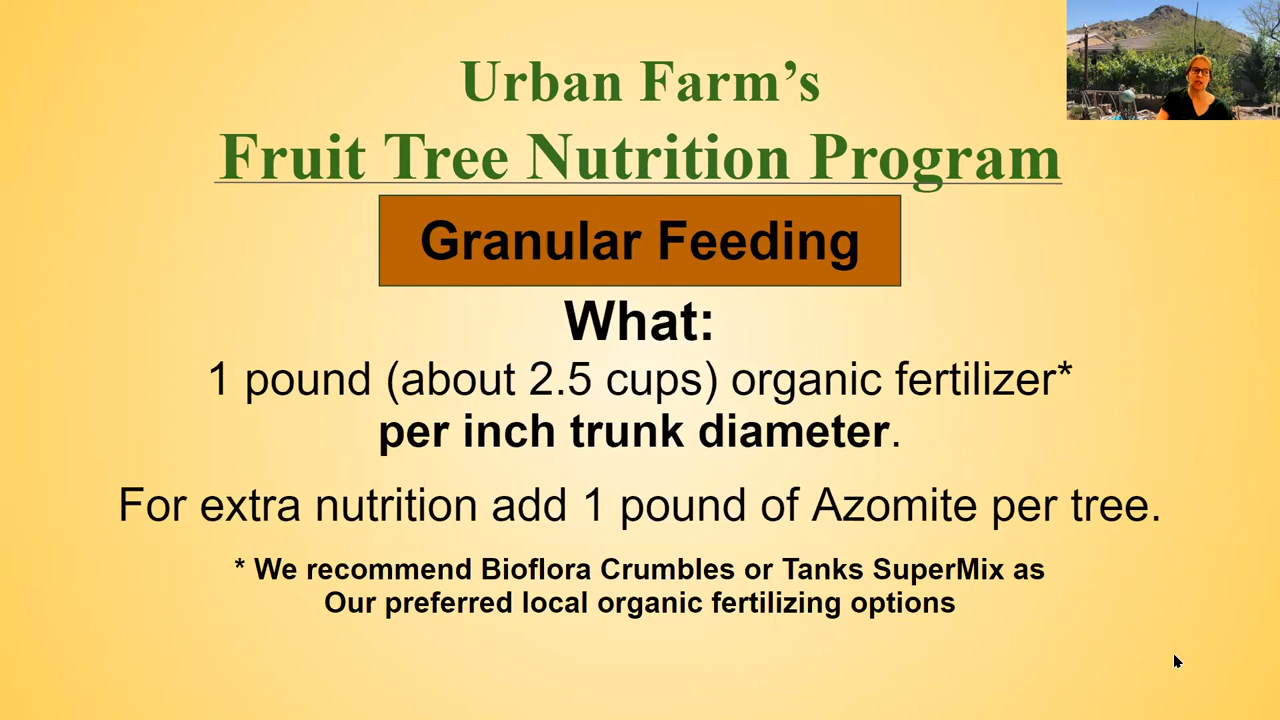 Urban Farm’s
Fruit Tree Nutrition Program
Granular Feeding
What:
1 pound (about 2.5 cups) organic fertilizer*
per inch trunk diameter.
For extra nutrition add 1 pound of Azomite per tree.
* We recommend Bioflora Crumbles or Tanks SuperMix as
Our preferred local organic fertilizing options